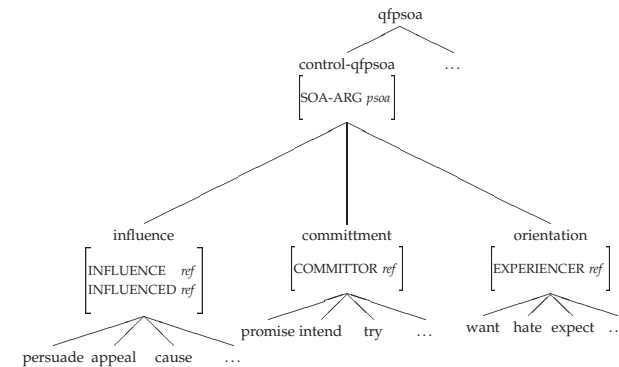 qfpsoa
control-qfpsoa ...
SOA-ARG psoa
influence committment orientation
INFLUENCE ref COMMITTOR ref EXPERIENCER ref
INFLUENCED ref
promise intend try ... want hate expect ..
persuade appeal cause ...